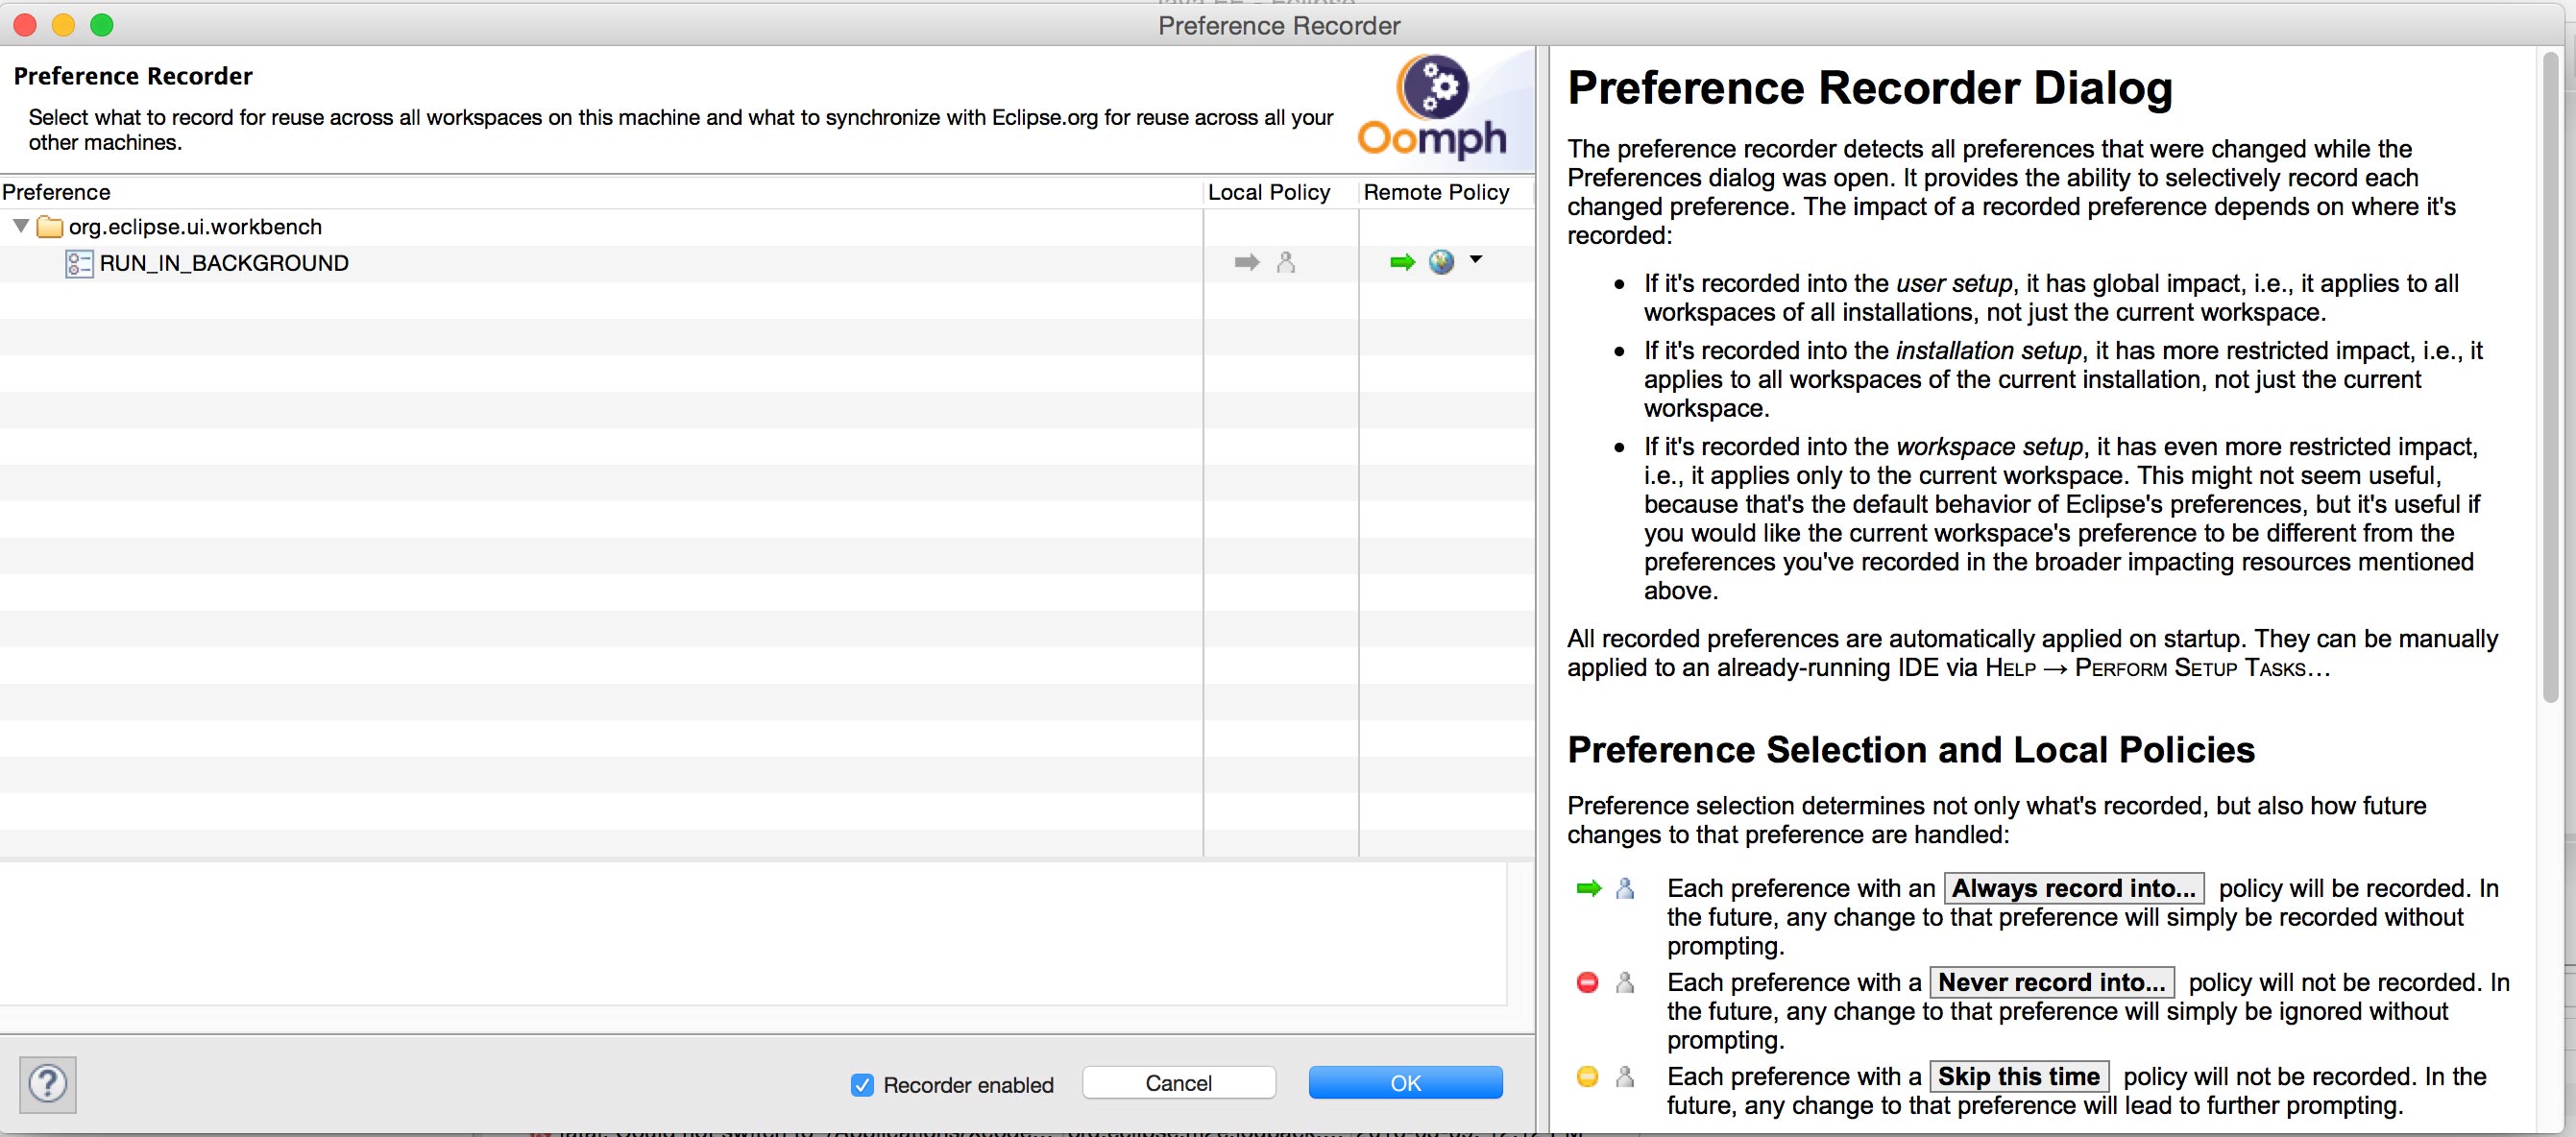 Java EE - Eclipse
Preference Recorder
Preference Recorder
Select what to record for reuse across all workspaces on this machine and what to synchronize with Eclipse.org for reuse across all your
other machines.
Oomph
Preference Local Policy Remote Policy
org.eclipse.ui.workbench
RUN_IN_BACKGROUND
? Recorder enabled Cancel OK
Preference Recorder Dialog
The preference recorder detects all preferences that were changed while the
Preferences dialog was open. It provides the ability to selectively record each
changed preference. The impact of a recorded preference depends on where it's
recorded:
• If it's recorded into the user setup, it has global impact, i.e., it applies to all
workspaces of all installations, not just the current workspace.
• If it's recorded into the installation setup, it has more restricted impact, i.e., it
applies to all workspaces of the current installation, not just the current
workspace.
• If it's recorded into the workspace setup, it has even more restricted impact,
i.e., it applies only to the current workspace. This might not seem useful,
because that's the default behavior of Eclipse's preferences, but it's useful if
you would like the current workspace's preference to be different from the
preferences you've recorded in the broader impacting resources mentioned
above.
All recorded preferences are automatically applied on startup. They can be manually
applied to an already-running IDE via HELP → PERFORM SETUP TASKS...
Preference Selection and Local Policies
Preference selection determines not only what's recorded, but also how future
changes to that preference are handled:
Each preference with an Always record into... policy will be recorded. In
the future, any change to that preference will simply be recorded without
prompting.
Each preference with a Never record into... policy will not be recorded. In
the future, any change to that preference will simply be ignored without
prompting.
Each preference with a Skip this time policy will not be recorded. In the
future, any change to that preference will lead to further prompting.